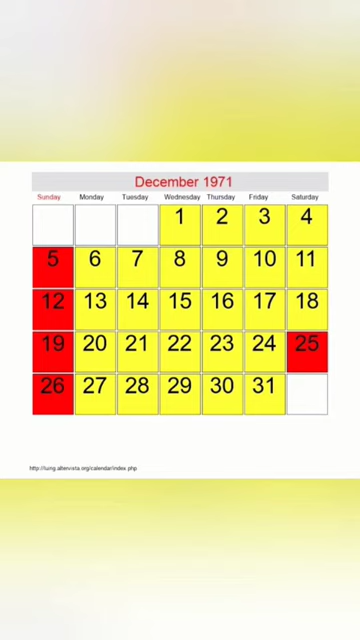 December 1971
Sunday Monday Tuesday Wednesday Thursday Friday Saturday
1 2 3 4
5 6 7 8 9 10 11
12 13 14 15 16 17 18
19 20 21 22 23 24 25
26 27 28 29 30 31